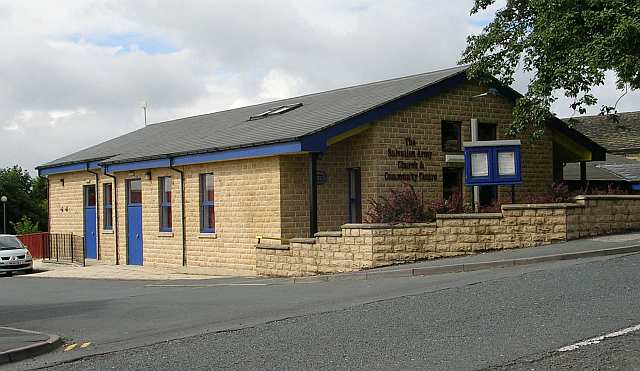 The
Salvation Army
Church &
Community Centre